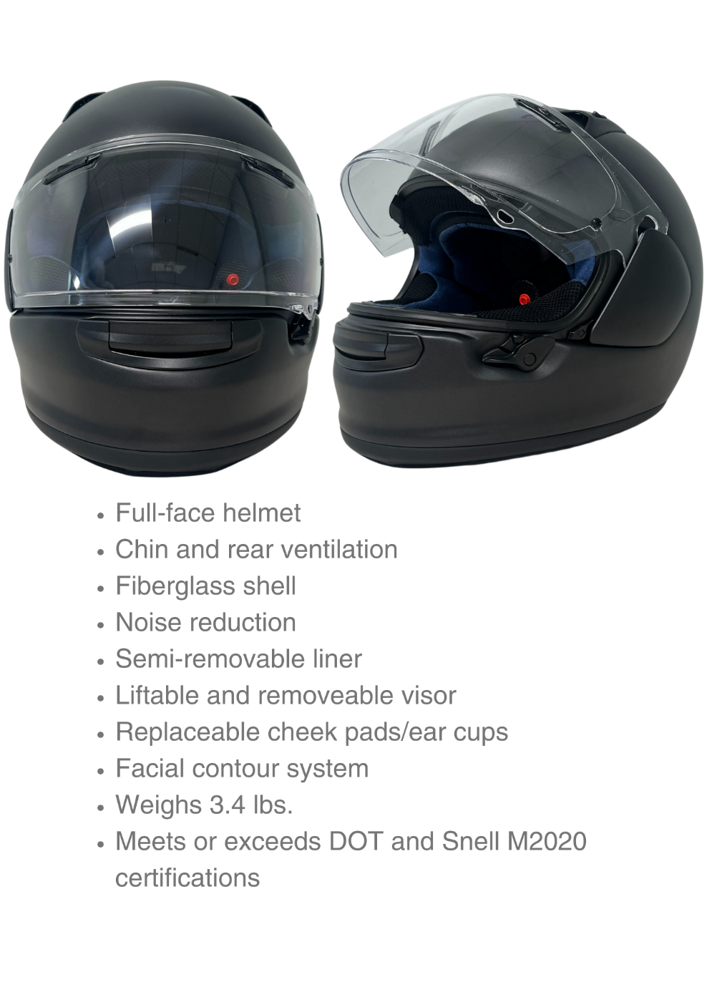 • Full-face helmet
• Chin and rear ventilation
• Fiberglass shell
• Noise reduction
• Semi-removable liner
• Liftable and removeable visor
• Replaceable cheek pads/ear cups
• Facial contour system
• Weighs 3.4 lbs.
• Meets or exceeds DOT and Snell M2020
certifications